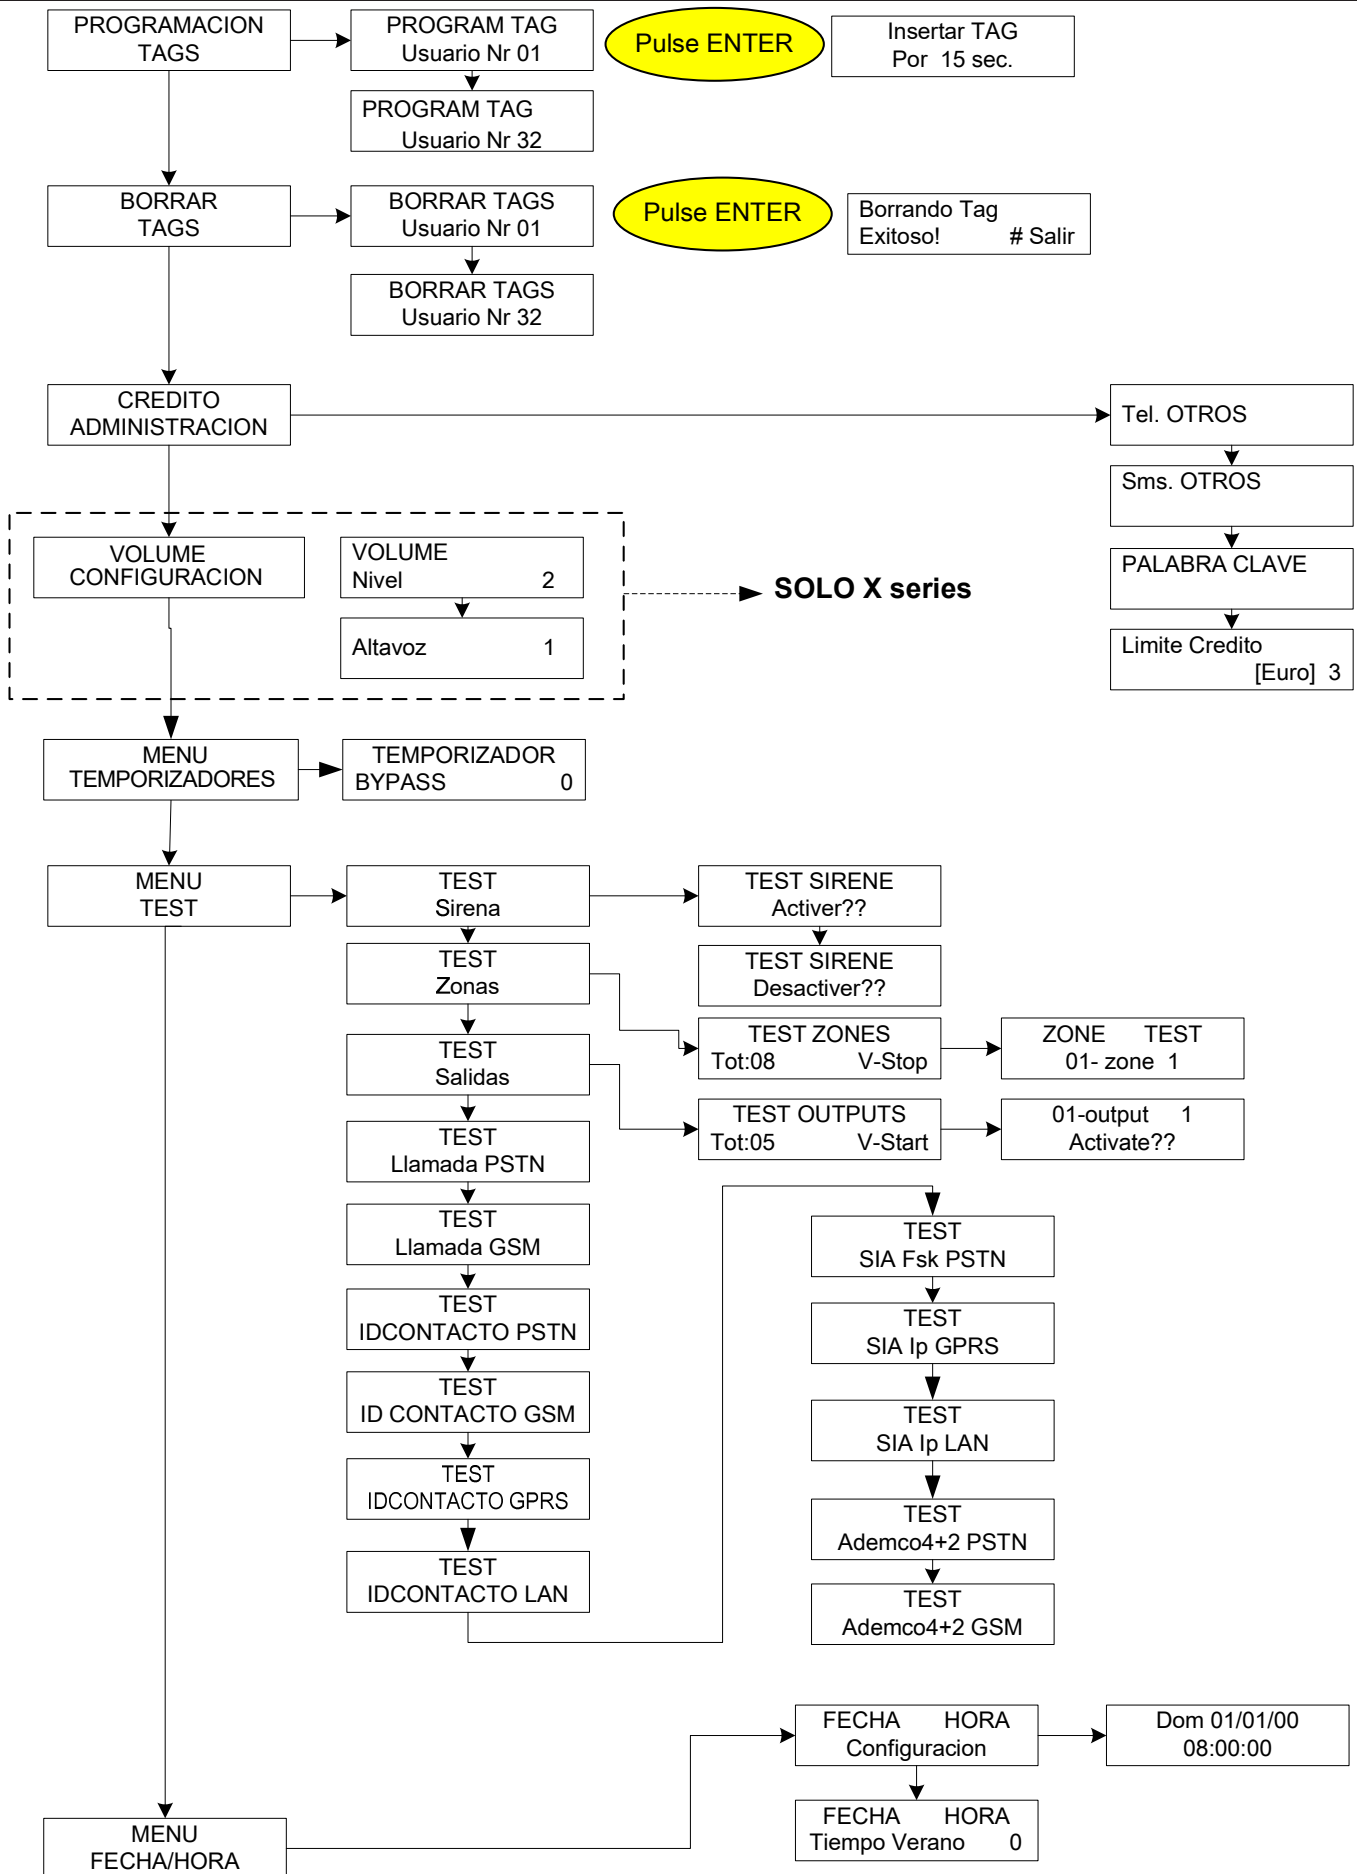 PROGRAMACION
TAGS
PROGRAM TAG
Usuario Nr 01
Pulse ENTER
Insertar TAG
Por 15 sec.
PROGRAM TAG
Usuario Nr 32
BORRAR
TAGS
BORRAR TAGS
Usuario Nr 01
Pulse ENTER
Borrando Tag
Exitoso! # Salir
BORRAR TAGS
Usuario Nr 32
CREDITO
ADMINISTRACION
Tel. OTROS
Sms. OTROS
PALABRA CLAVE
Limite Credito
[Euro] 3
VOLUME
CONFIGURACION
VOLUME
Nivel 2
Altavoz 1
SOLO X series
MENU
TEMPORIZADORES
TEMPORIZADOR
BYPASS 0
MENU
TEST
TEST
Sirena
TEST SIRENE
Activer??
TEST SIRENE
Desactiver??
TEST
Zonas
TEST ZONES
Tot:08 V-Stop
ZONE TEST
01- zone 1
TEST
Salidas
TEST OUTPUTS
Tot:05 V-Start
01-output 1
Activate??
TEST
Llamada PSTN
TEST
Llamada GSM
TEST
IDCONTACTO PSTN
TEST
ID CONTACTO GSM
TEST
IDCONTACTO GPRS
TEST
IDCONTACTO LAN
TEST
SIA Fsk PSTN
TEST
SIA Ip GPRS
TEST
SIA Ip LAN
TEST
Ademco4+2 PSTN
TEST
Ademco4+2 GSM
MENU
FECHA/HORA
FECHA HORA
Configuracion
Dom 01/01/00
08:00:00
FECHA HORA
Tiempo Verano 0